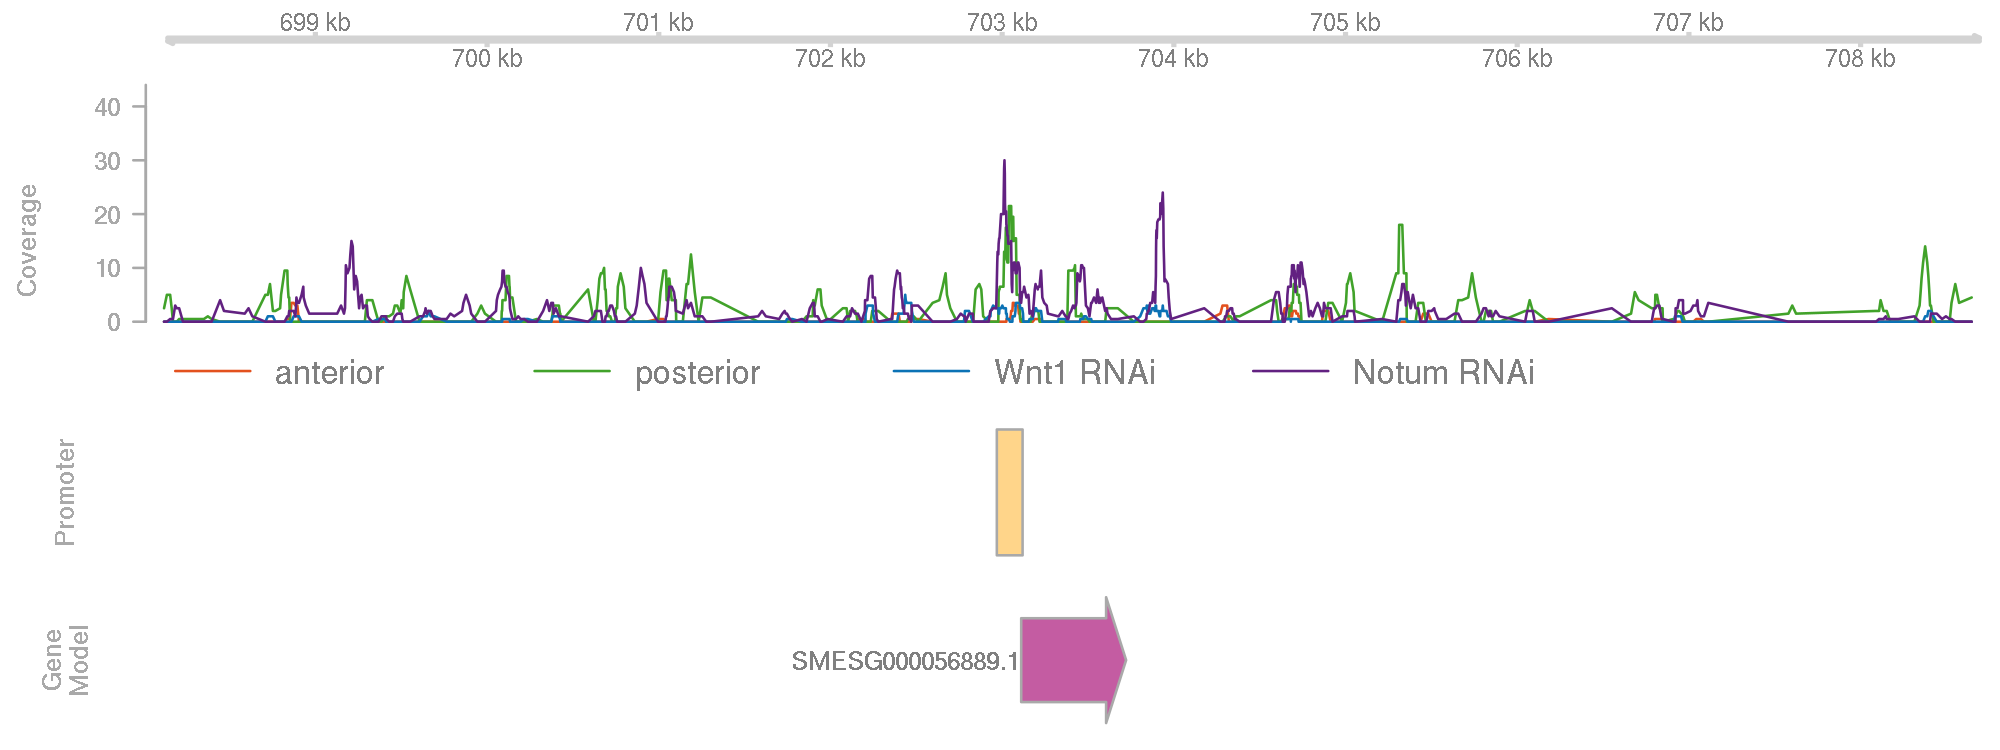 699 kb 701 kb 703 kb 705 kb 707 kb
700 kb 702 kb 704 kb 706 kb 708 kb
Coverage
40
30
20
10
0
anterior posterior Wnt1 RNAi Notum RNAi
Promoter
Gene
Model
SMESG000056889.1